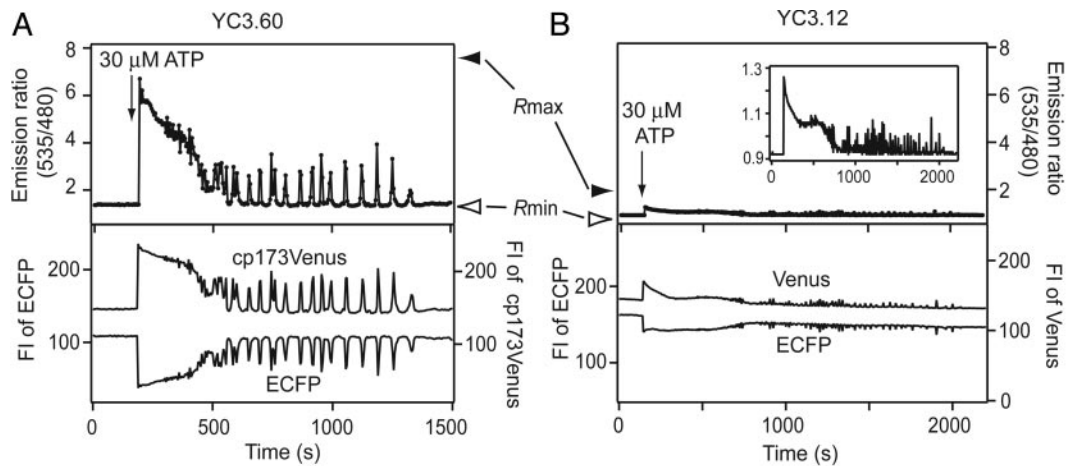 A
YC3.60
B
YC3.12
8
6
4
2
Emission ratio
(535/480)
30 μM ATP
Rmax
Rmin
30 μM
ATP
1.3
1.1
0.9
0
1000
2000
8
6
4
2
Emission ratio
(535/480)
FI of ECFP
200
100
cp173Venus
ECFP
200
100
FI of cp173Venus
0
500
1000
1500
Time (s)
FI of ECFP
300
200
100
Venus
ECFP
200
100
0
FI of Venus
0
1000
2000
Time (s)